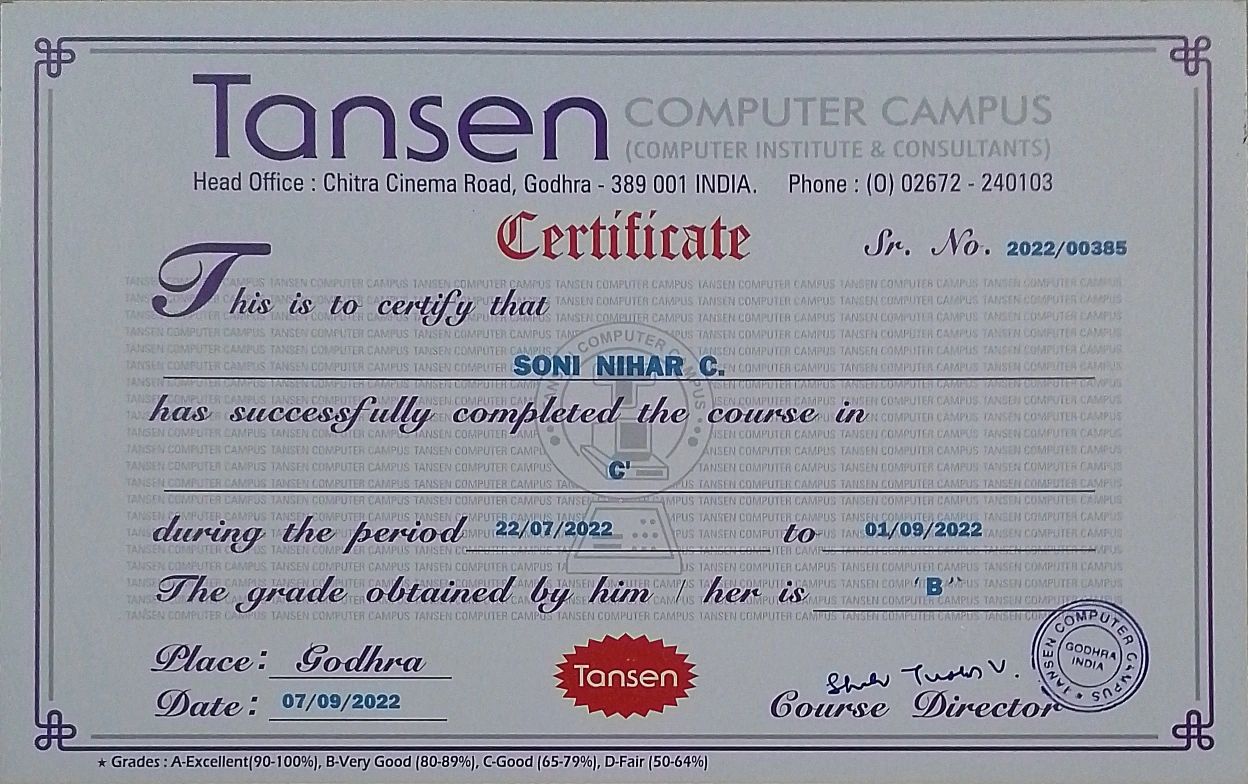 Tansen COMPUTER CAMPUS
(COMPUTER INSTITUTE & CONSULTANTS)
Head Office : Chitra Cinema Road, Godhra - 389 001 INDIA. Phone : (O) 02672 - 240103
Certificate
Sr. No. 2022/00385
This is to certify that
SONI NIHAR C.
has successfully completed the course in
C'
during the period 22/07/2022 to 01/09/2022
The grade obtained by him / her is 'B''
Place : Godhra
Date : 07/09/2022
Tansen
Course Director
TANSEN COMPUTER CAMPUS
GODHRA
INDIA
* Grades : A-Excellent(90-100%), B-Very Good (80-89%), C-Good (65-79%), D-Fair (50-64%)